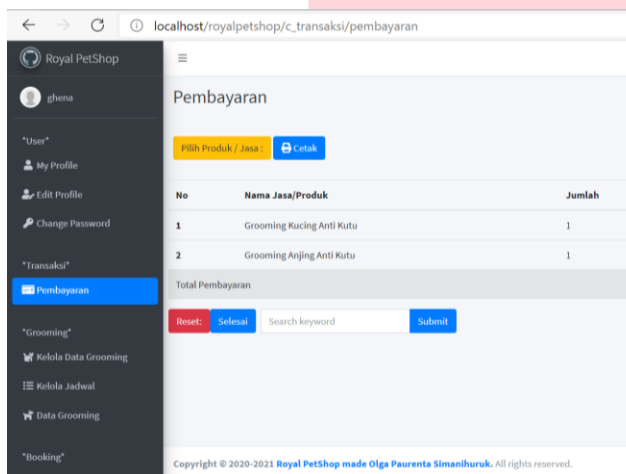 localhost/royalpetshop/c_transaksi/pembayaran
Royal PetShop
ghena
"User"
My Profile
Edit Profile
Change Password
"Transaksi"
Pembayaran
"Grooming"
Kelola Data Grooming
Kelola Jadwal
Data Grooming
"Booking"
Pembayaran
Pilih Produk / Jasa :
Cetak
No Nama Jasa/Produk Jumlah
1 Grooming Kucing Anti Kutu 1
2 Grooming Anjing Anti Kutu 1
Total Pembayaran
Reset: Selesai Search keyword Submit
Copyright © 2020-2021 Royal PetShop made Olga Paurenta Simanihuruk. All rights reserved.